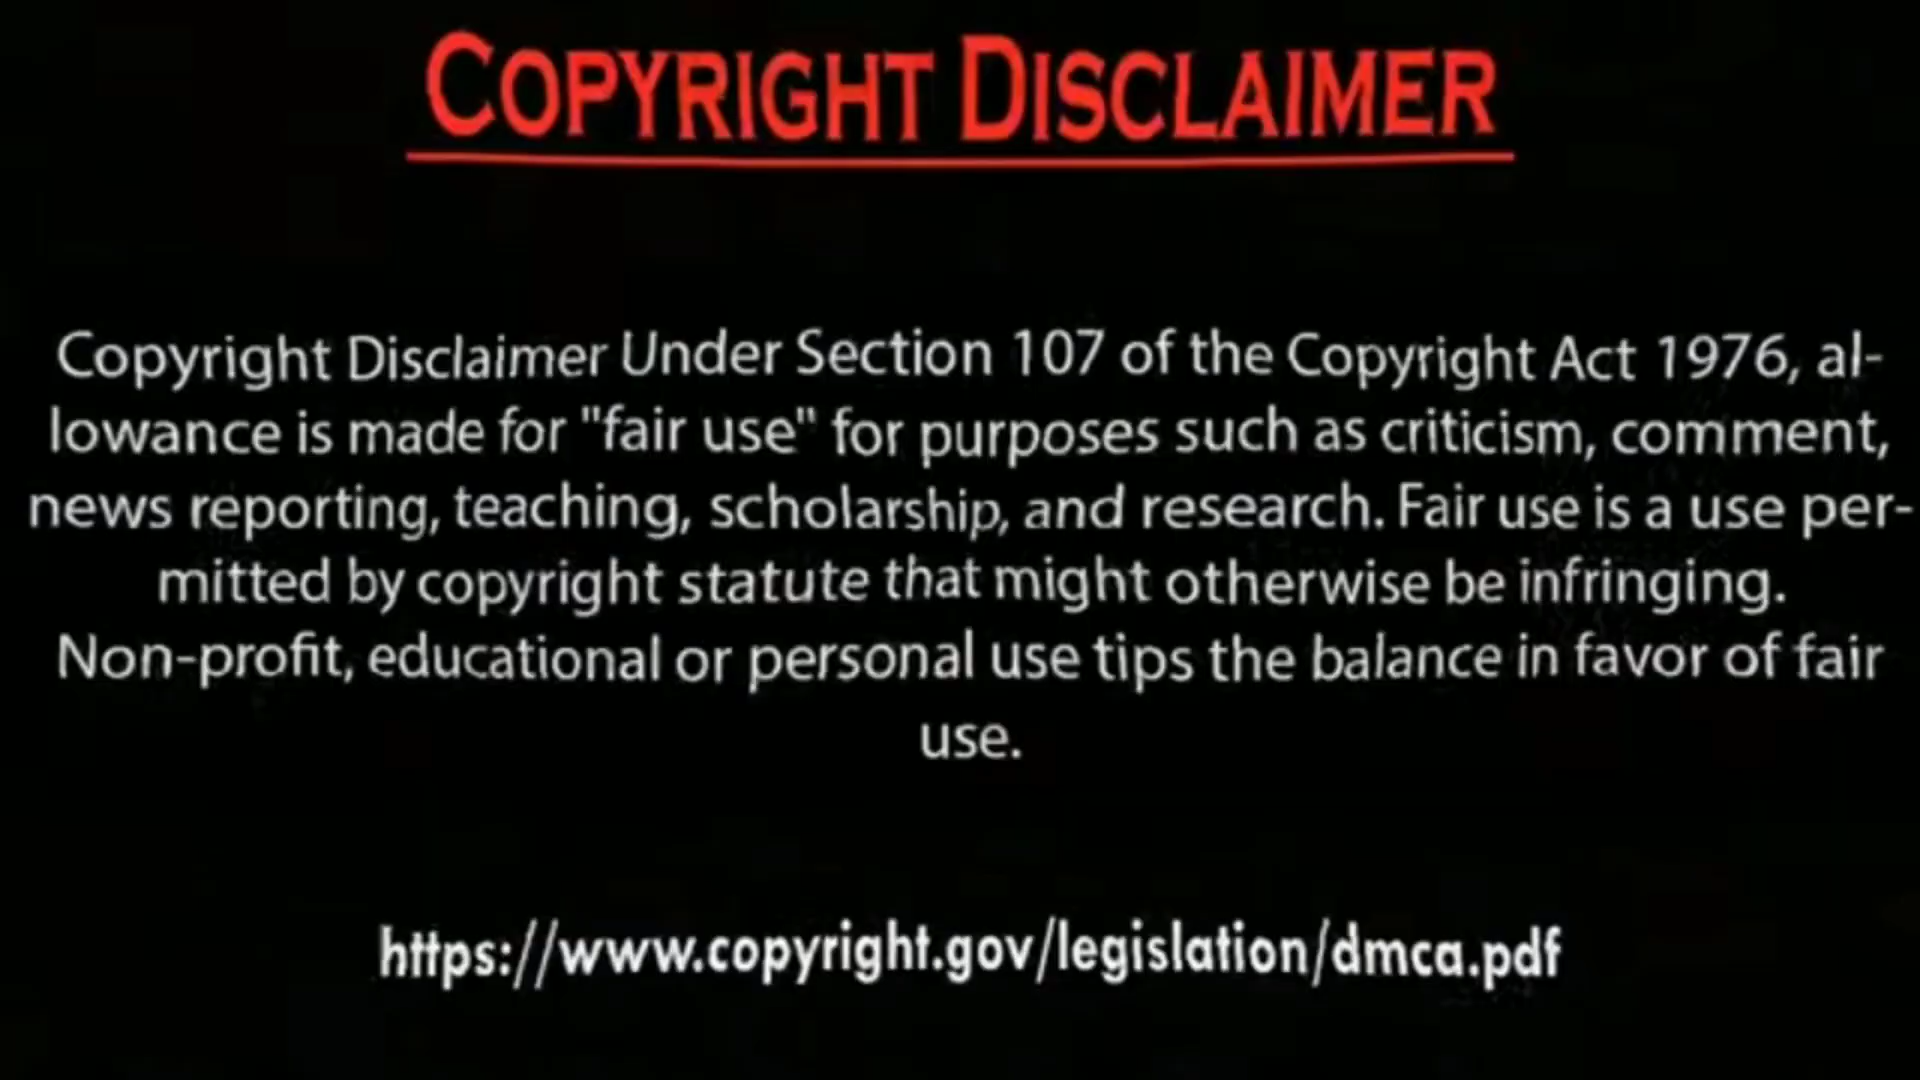 COPYRIGHT DISCLAIMER
Copyright Disclaimer Under Section 107 of the Copyright Act 1976, al-
lowance is made for "fair use" for purposes such as criticism, comment,
news reporting, teaching, scholarship, and research. Fair use is a use per-
mitted by copyright statute that might otherwise be infringing.
Non-profit, educational or personal use tips the balance in favor of fair
use.
https://www.copyright.gov/legislation/dmca.pdf